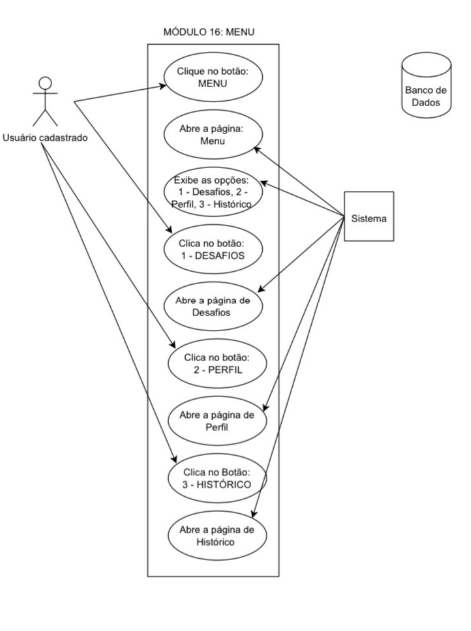 MÓDULO 16: MENU
Clique no botão:
MENU
Banco de
Dados
Usuário cadastrado
Abre a página:
Menu
Exibe as opções:
1 - Desafios, 2 -
Perfil, 3 - Histórico
Sistema
Clica no botão:
1 - DESAFIOS
Abre a página de
Desafios
Clica no botão:
2 - PERFIL
Abre a página de
Perfil
Clica no Botão:
3 - HISTÓRICO
Abre a página de
Histórico